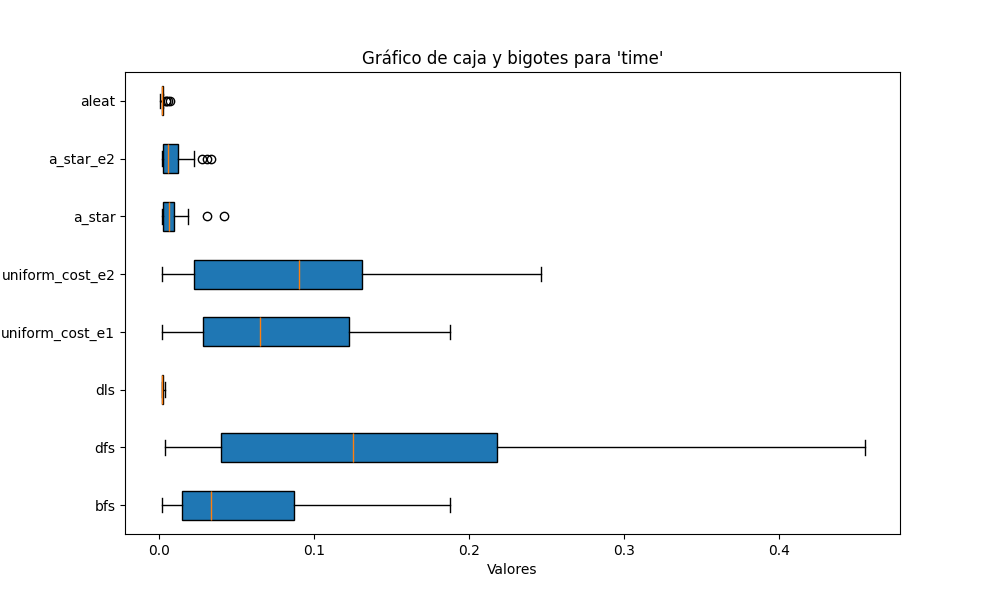 Gráfico de caja y bigotes para 'time'
aleat
a_star_e2
a_star
uniform_cost_e2
uniform_cost_e1
dls
dfs
bfs
0.0 0.1 0.2 0.3 0.4
Valores